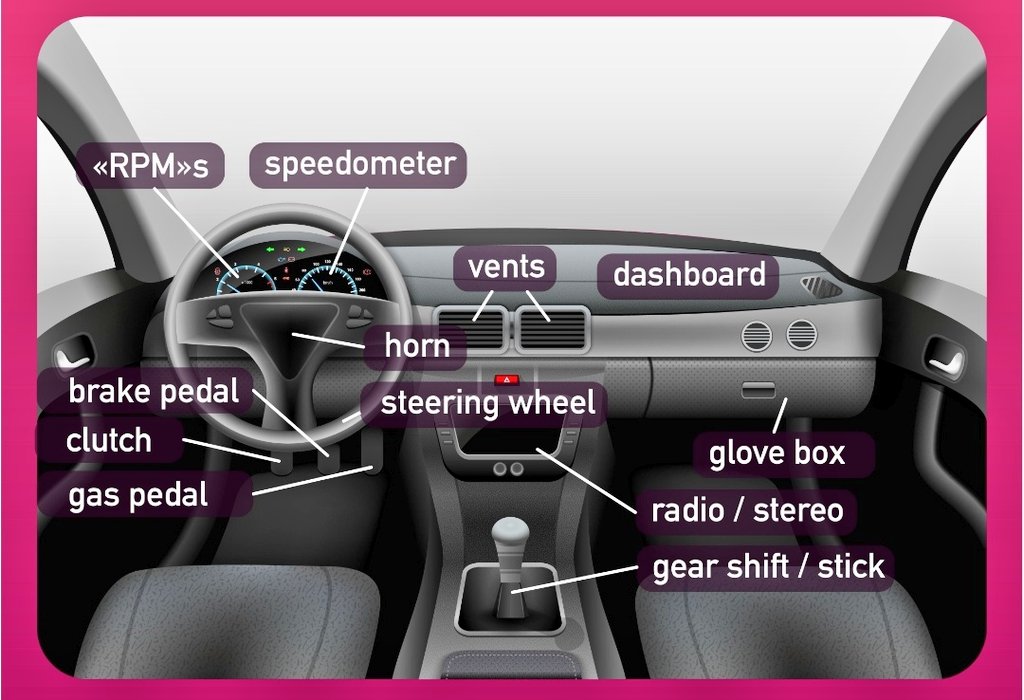 «RPM»s
speedometer
vents
dashboard
horn
brake pedal
steering wheel
clutch
glove box
gas pedal
radio / stereo
gear shift / stick